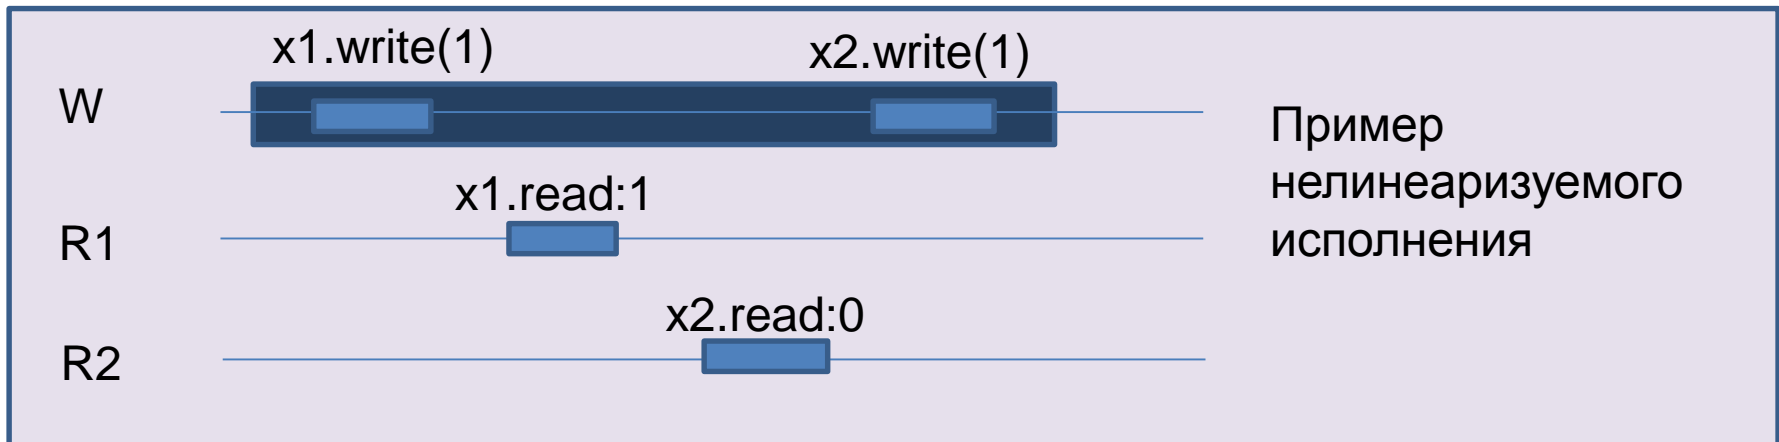 x1.write(1)
x2.write(1)
W
x1.read:1
R1
x2.read:0
R2
Пример
нелинеаризуемого
исполнения